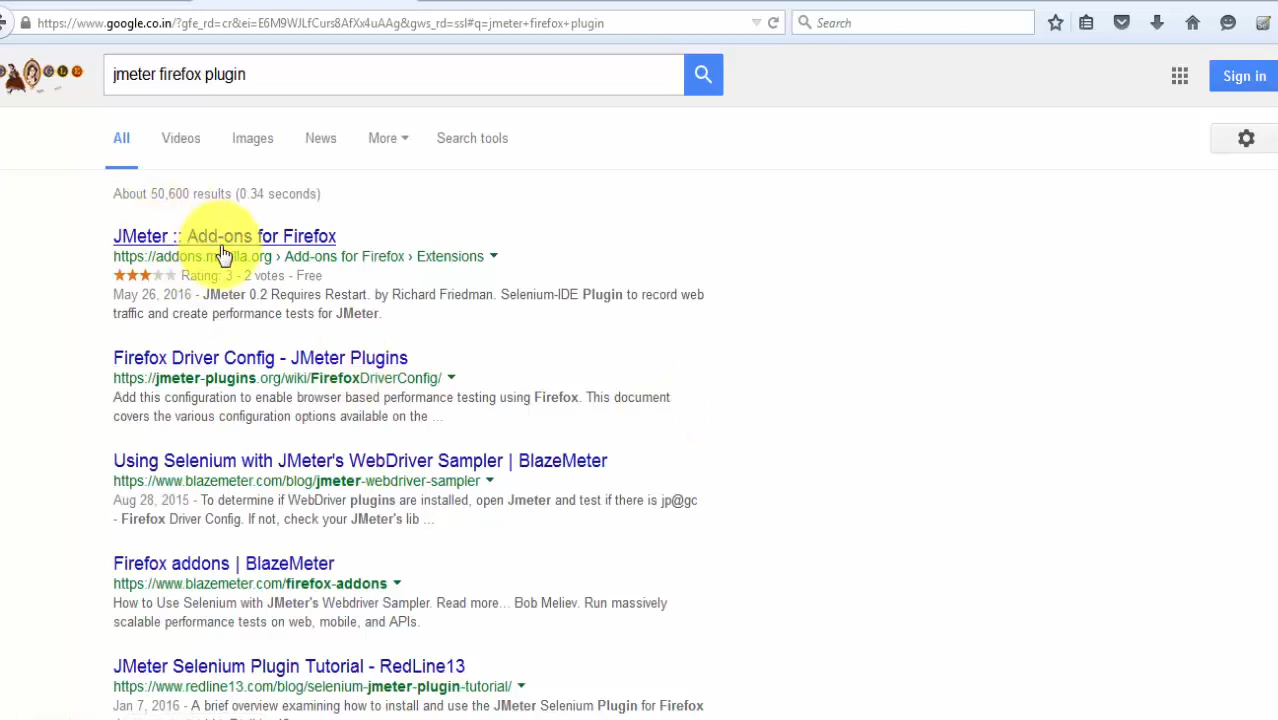 https://www.google.co.in/?gfe_rd=cr&ei=E6M9WJLfCurs8AfXx4uAAg&gws_rd=ssl#q=jmeter+firefox+plugin
Search
jmeter firefox plugin
Sign in
All Videos Images News More Search tools
About 50,600 results (0.34 seconds)
JMeter :: Add-ons for Firefox
https://addons.mozilla.org › Add-ons for Firefox › Extensions
Rating: 3 - 2 votes - Free
May 26, 2016 - JMeter 0.2 Requires Restart. by Richard Friedman. Selenium-IDE Plugin to record web
traffic and create performance tests for JMeter.
Firefox Driver Config - JMeter Plugins
https://jmeter-plugins.org/wiki/FirefoxDriverConfig/
Add this configuration to enable browser based performance testing using Firefox. This document
covers the various configuration options available on the ...
Using Selenium with JMeter's WebDriver Sampler | BlazeMeter
https://www.blazemeter.com/blog/jmeter-webdriver-sampler
Aug 28, 2015 - To determine if WebDriver plugins are installed, open Jmeter and test if there is jp@gc
- Firefox Driver Config. If not, check your JMeter's lib ...
Firefox addons | BlazeMeter
https://www.blazemeter.com/firefox-addons
How to Use Selenium with JMeter's Webdriver Sampler. Read more... Bob Meliev. Run massively
scalable performance tests on web, mobile, and APIs.
JMeter Selenium Plugin Tutorial - RedLine13
https://www.redline13.com/blog/selenium-jmeter-plugin-tutorial/
Jan 7, 2016 - A brief overview examining how to install and use the JMeter Selenium Plugin for Firefox